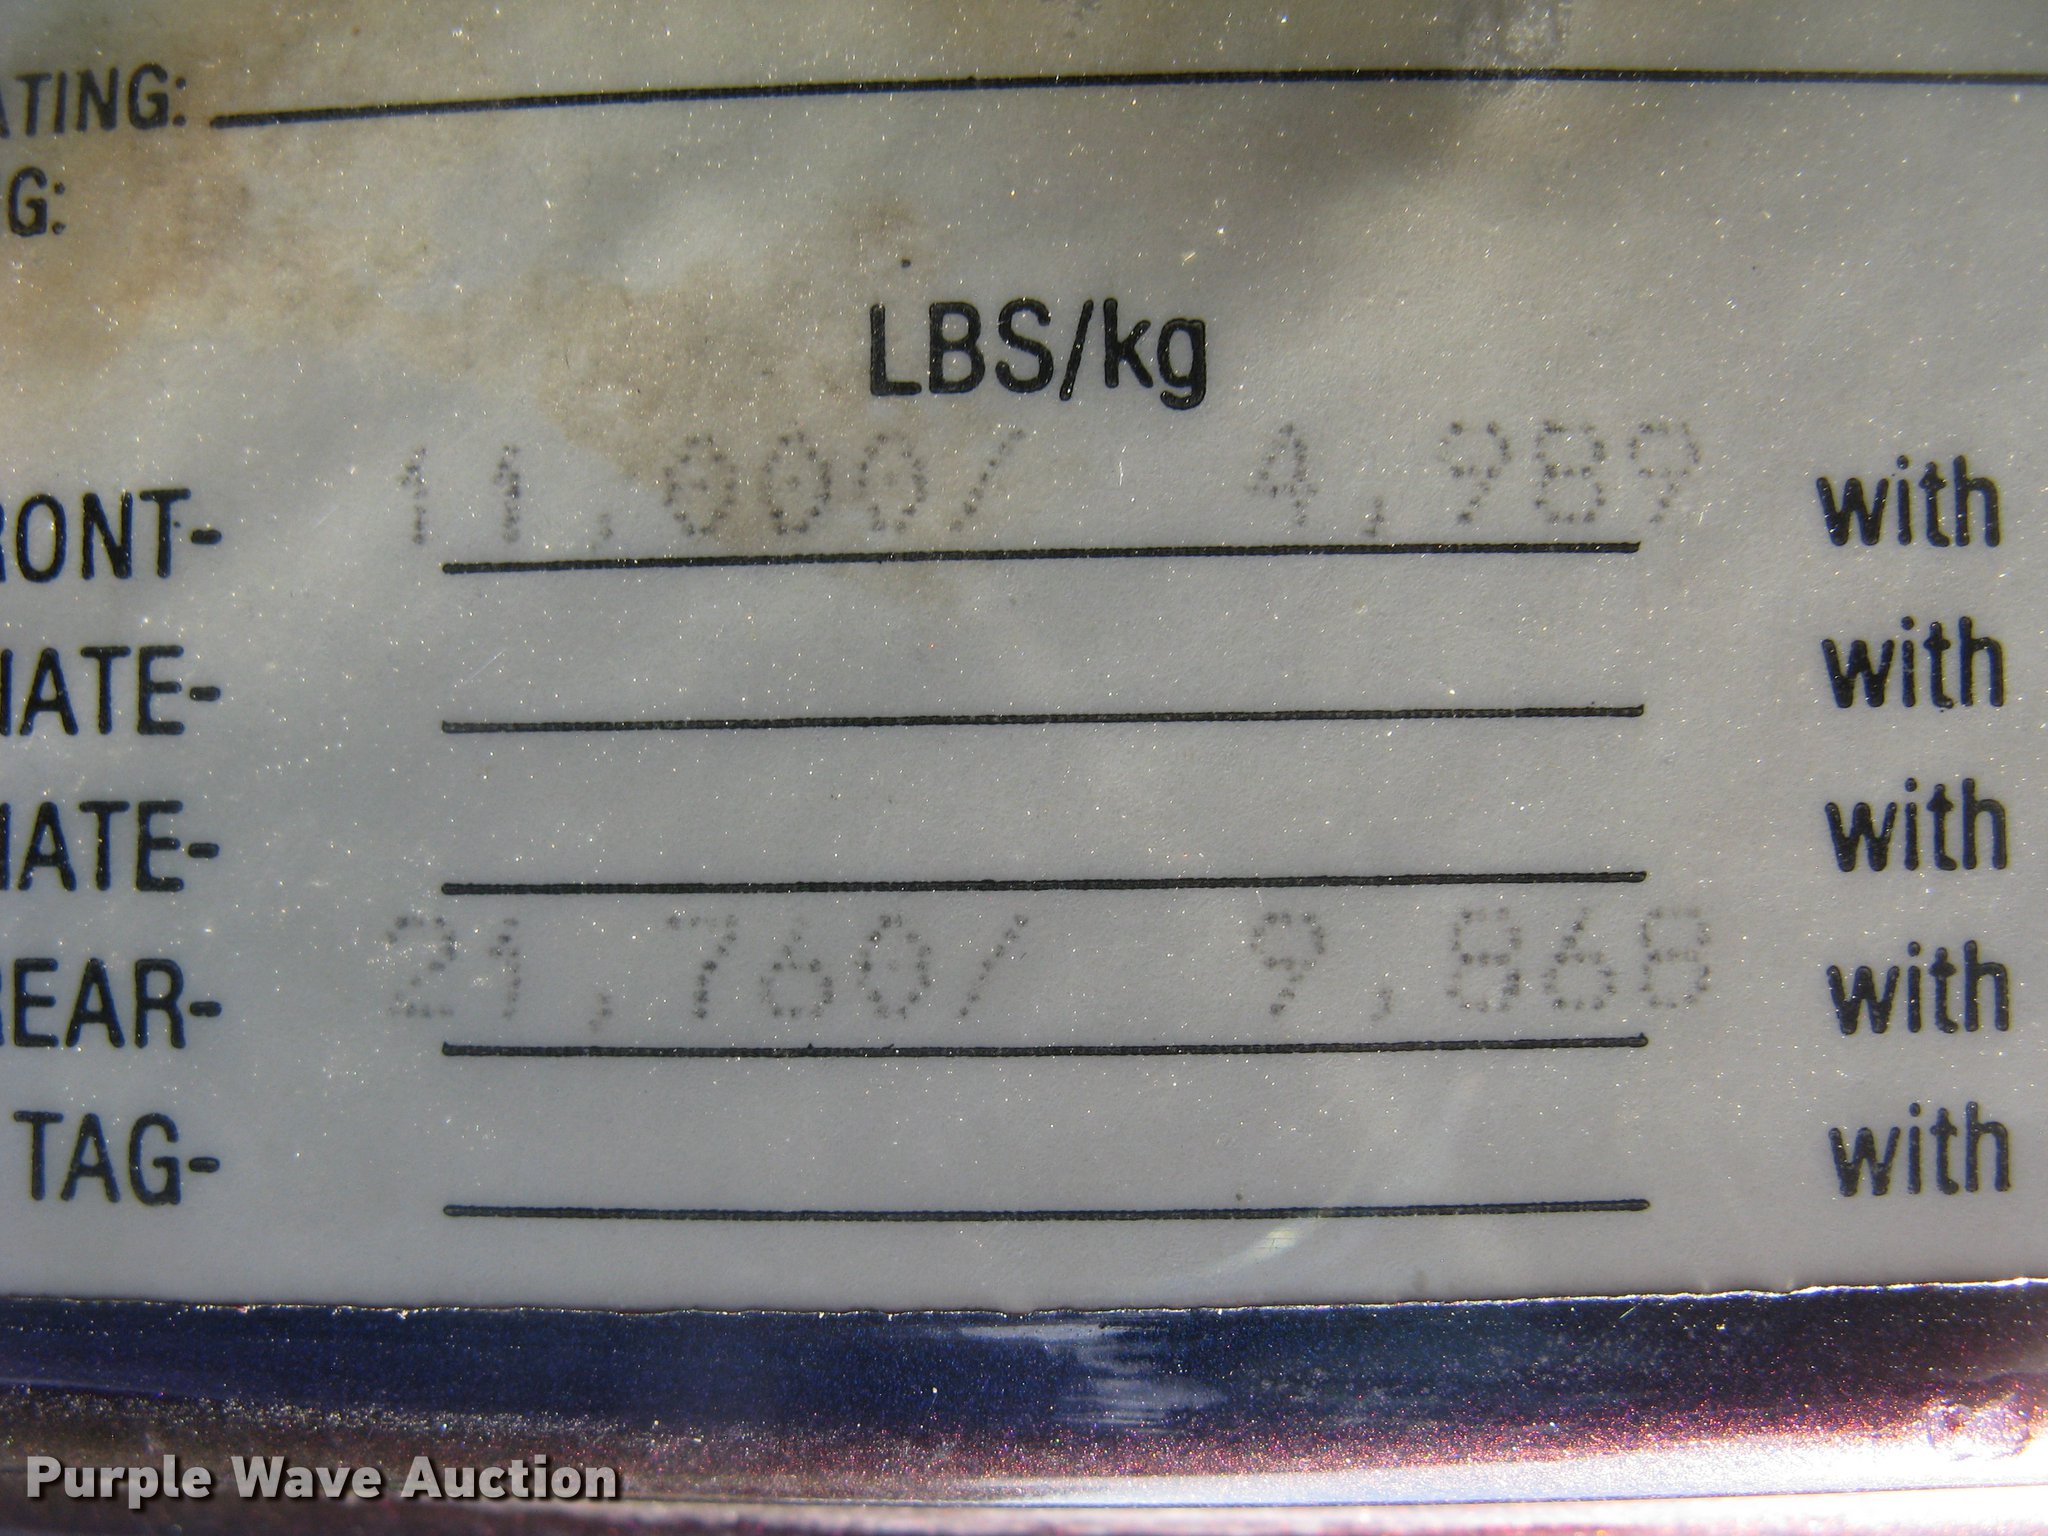 ATING:
G:
LBS/kg
RONT- 11,000/ 4,989 with
IATE- with
IATE- with
REAR- 21,760/ 9,868 with
TAG- with
Purple Wave Auction